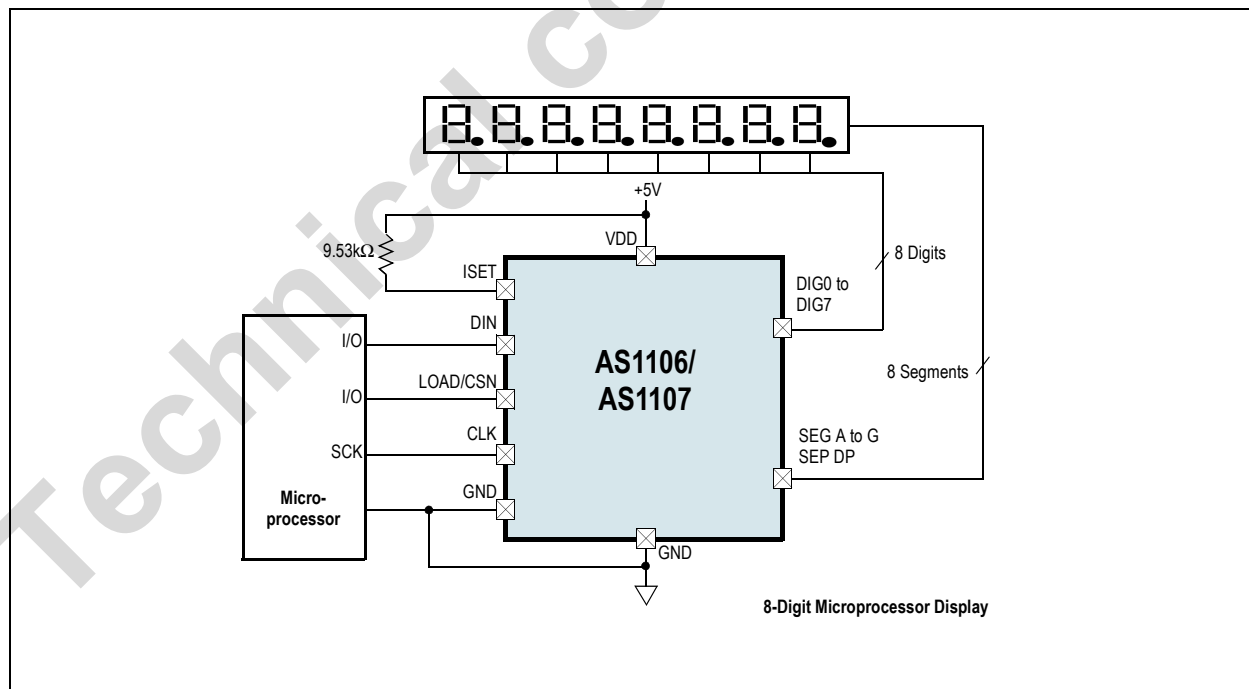 Technical co
+5V
9.53kΩ
VDD
ISET
8 Digits
DIG0 to
DIG7
DIN
I/O
AS1106/
AS1107
LOAD/CSN
I/O
8 Segments
CLK
SCK
SEG A to G
SEP DP
GND
Micro-
processor
GND
8-Digit Microprocessor Display